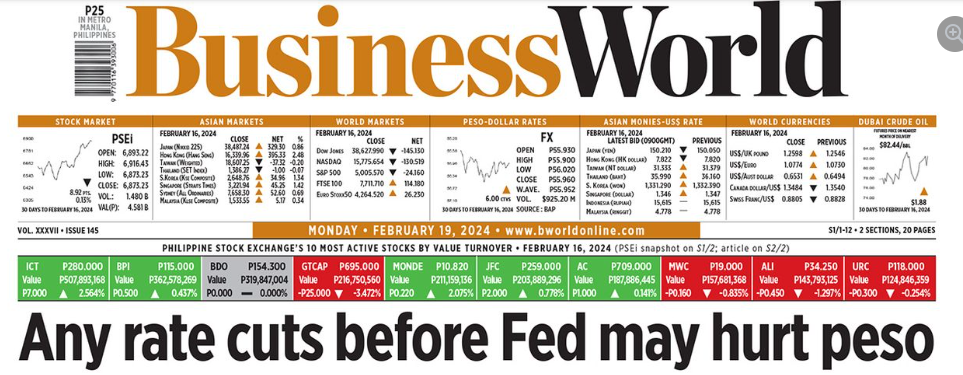 P25
IN METRO
MANILA,
PHILIPPINES
BusinessWorld
STOCK MARKET
PSEi
OPEN: 6,893.22
HIGH: 6,916.43
LOW: 6,873.23
CLOSE: 6,873.23
VOL.: 1.480 B
VAL(P): 4.581 B
8.92 PTS.
0.13%
30 DAYS TO FEBRUARY 16, 2024
ASIAN MARKETS
FEBRUARY 16, 2024
CLOSE NET %
JAPAN (NIKKEI 225) 38,487.24 ▲ 329.30 0.86
HONG KONG (HANG SENG) 16,339.96 ▲ 395.33 2.48
TAIWAN (WEIGHTED) 18,607.25 ▼ -37.32 -0.20
THAILAND (SET INDEX) 1,386.27 ▼ -1.00 -0.07
S.KOREA (KSE COMPOSITE) 2,648.76 ▲ 34.96 1.34
SINGAPORE (STRAITS TIMES) 3,221.94 ▲ 45.25 1.42
SYDNEY (ALL ORDINARIES) 7,658.30 ▲ 52.60 0.69
MALAYSIA (KLSE COMPOSITE) 1,533.55 ▲ 5.17 0.34
WORLD MARKETS
FEBRUARY 16, 2024
CLOSE NET
DOW JONES 38,627.990 ▼ -145.130
NASDAQ 15,775.654 ▼ -130.519
S&P 500 5,005.570 ▼ -24.160
FTSE 100 7,711.710 ▲ 114.180
EURO STOXX50 4,264.520 ▲ 26.250
PESO-DOLLAR RATES
FX
OPEN P55.930
HIGH P55.900
LOW P56.020
CLOSE P55.960
W.AVE. P55.952
VOL. $925.20 M
SOURCE : BAP
6.00 CTVS
30 DAYS TO FEBRUARY 16, 2024
ASIAN MONIES-US$ RATE
FEBRUARY 16, 2024
LATEST BID (0900GMT) PREVIOUS
JAPAN (YEN) 150.210 ▼ 150.050
HONG KONG (HK DOLLAR) 7.822 ▼ 7.820
TAIWAN (NT DOLLAR) 31.333 ▲ 31.379
THAILAND (BAHT) 35.990 ▲ 36.160
S. KOREA (WON) 1,331.290 ▲ 1,332.390
SINGAPORE (DOLLAR) 1.346 ▲ 1.347
INDONESIA (RUPIAH) 15,615 — 15,615
MALAYSIA (RINGGIT) 4.778 — 4.778
WORLD CURRENCIES
FEBRUARY 16, 2024
CLOSE PREVIOUS
US$/UK POUND 1.2598 ▲ 1.2546
US$/EURO 1.0774 ▲ 1.0730
US$/AUST DOLLAR 0.6531 ▲ 0.6494
CANADA DOLLAR/US$ 1.3484 ▼ 1.3540
SWISS FRANC/US$ 0.8805 ▼ 0.8828
DUBAI CRUDE OIL
FUTURES PRICE ON NEAREST
MONTH OF DELIVERY
$82.44/BBL
$1.88
30 DAYS TO FEBRUARY 16, 2024
VOL. XXXVII • ISSUE 145
MONDAY • FEBRUARY 19, 2024 • www.bworldonline.com
S1/1-12 • 2 SECTIONS, 20 PAGES
PHILIPPINE STOCK EXCHANGE'S 10 MOST ACTIVE STOCKS BY VALUE TURNOVER • FEBRUARY 16, 2024 (PSEi snapshot on S1/2; article on S2/2)
ICT P280.000 BPI P115.000 BDO P154.300 GTCAP P695.000 MONDE P10.820 JFC P259.000 AC P709.000 MWC P19.000 ALI P34.250 URC P118.000
Value P507,893,168 Value P362,578,269 Value P319,847,004 Value P216,750,560 Value P211,159,136 Value P203,889,296 Value P187,886,445 Value P157,681,368 Value P143,793,125 Value P124,846,359
P7.000 ▲ 2.564% P0.500 ▲ 0.437% P0.000 — 0.000% -P25.000 ▼ -3.472% P0.220 ▲ 2.075% P2.000 ▲ 0.778% P1.000 ▲ 0.141% -P0.160 ▼ -0.835% -P0.450 ▼ -1.297% -P0.300 ▼ -0.254%
Any rate cuts before Fed may hurt peso